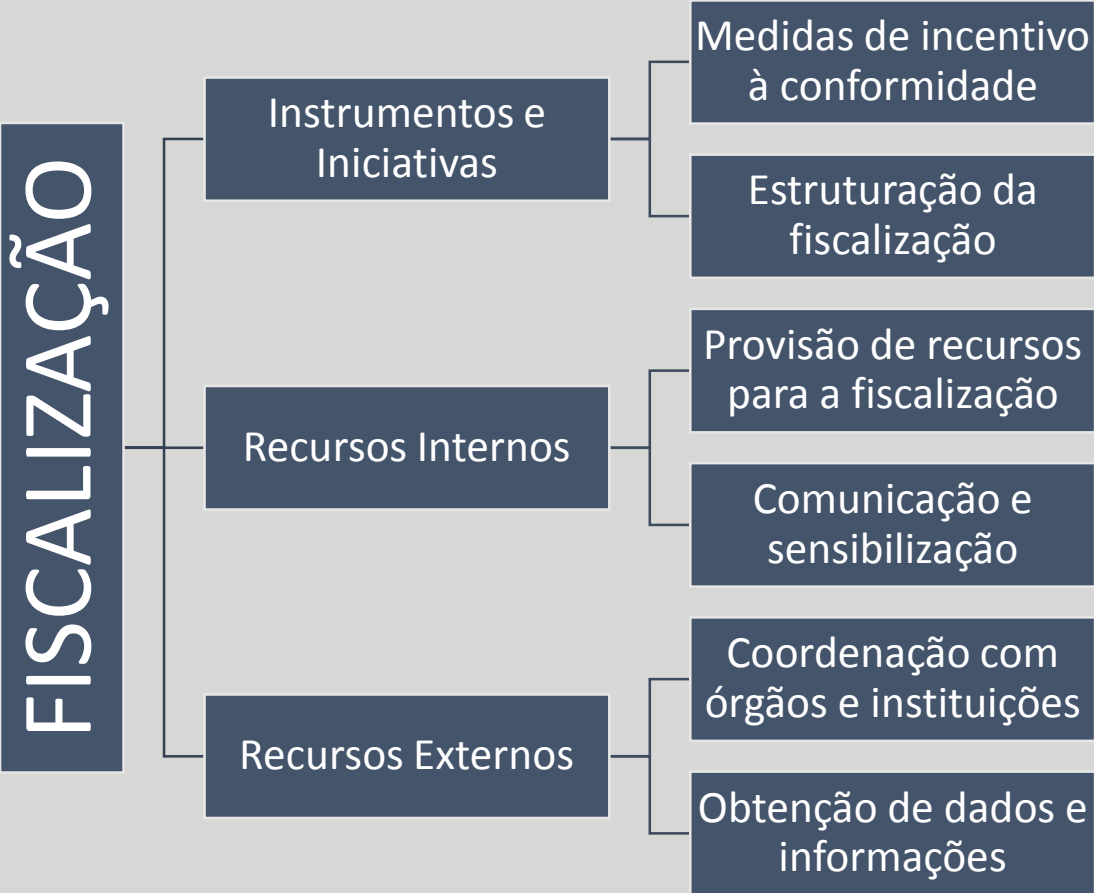 FISCALIZAÇÃO
Instrumentos e
Iniciativas
Medidas de incentivo
à conformidade
Estruturação da
fiscalização
Recursos Internos
Provisão de recursos
para a fiscalização
Comunicação e
sensibilização
Recursos Externos
Coordenação com
órgãos e instituições
Obtenção de dados e
informações